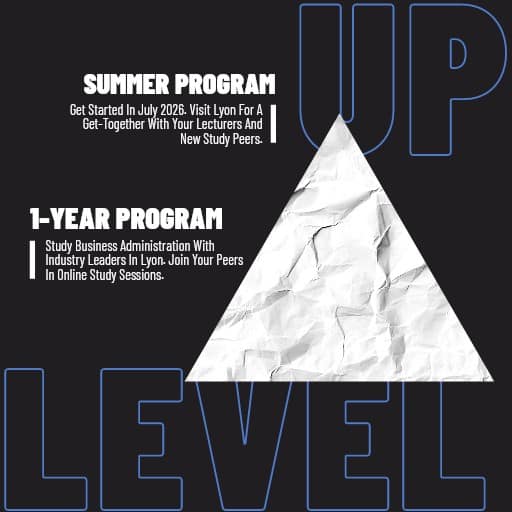 UP
SUMMER PROGRAM
Get Started In July 2026. Visit Lyon For A
Get-Together With Your Lecturers And
New Study Peers.
1-YEAR PROGRAM
Study Business Administration With
Industry Leaders In Lyon. Join Your Peers
In Online Study Sessions.
LEVEL